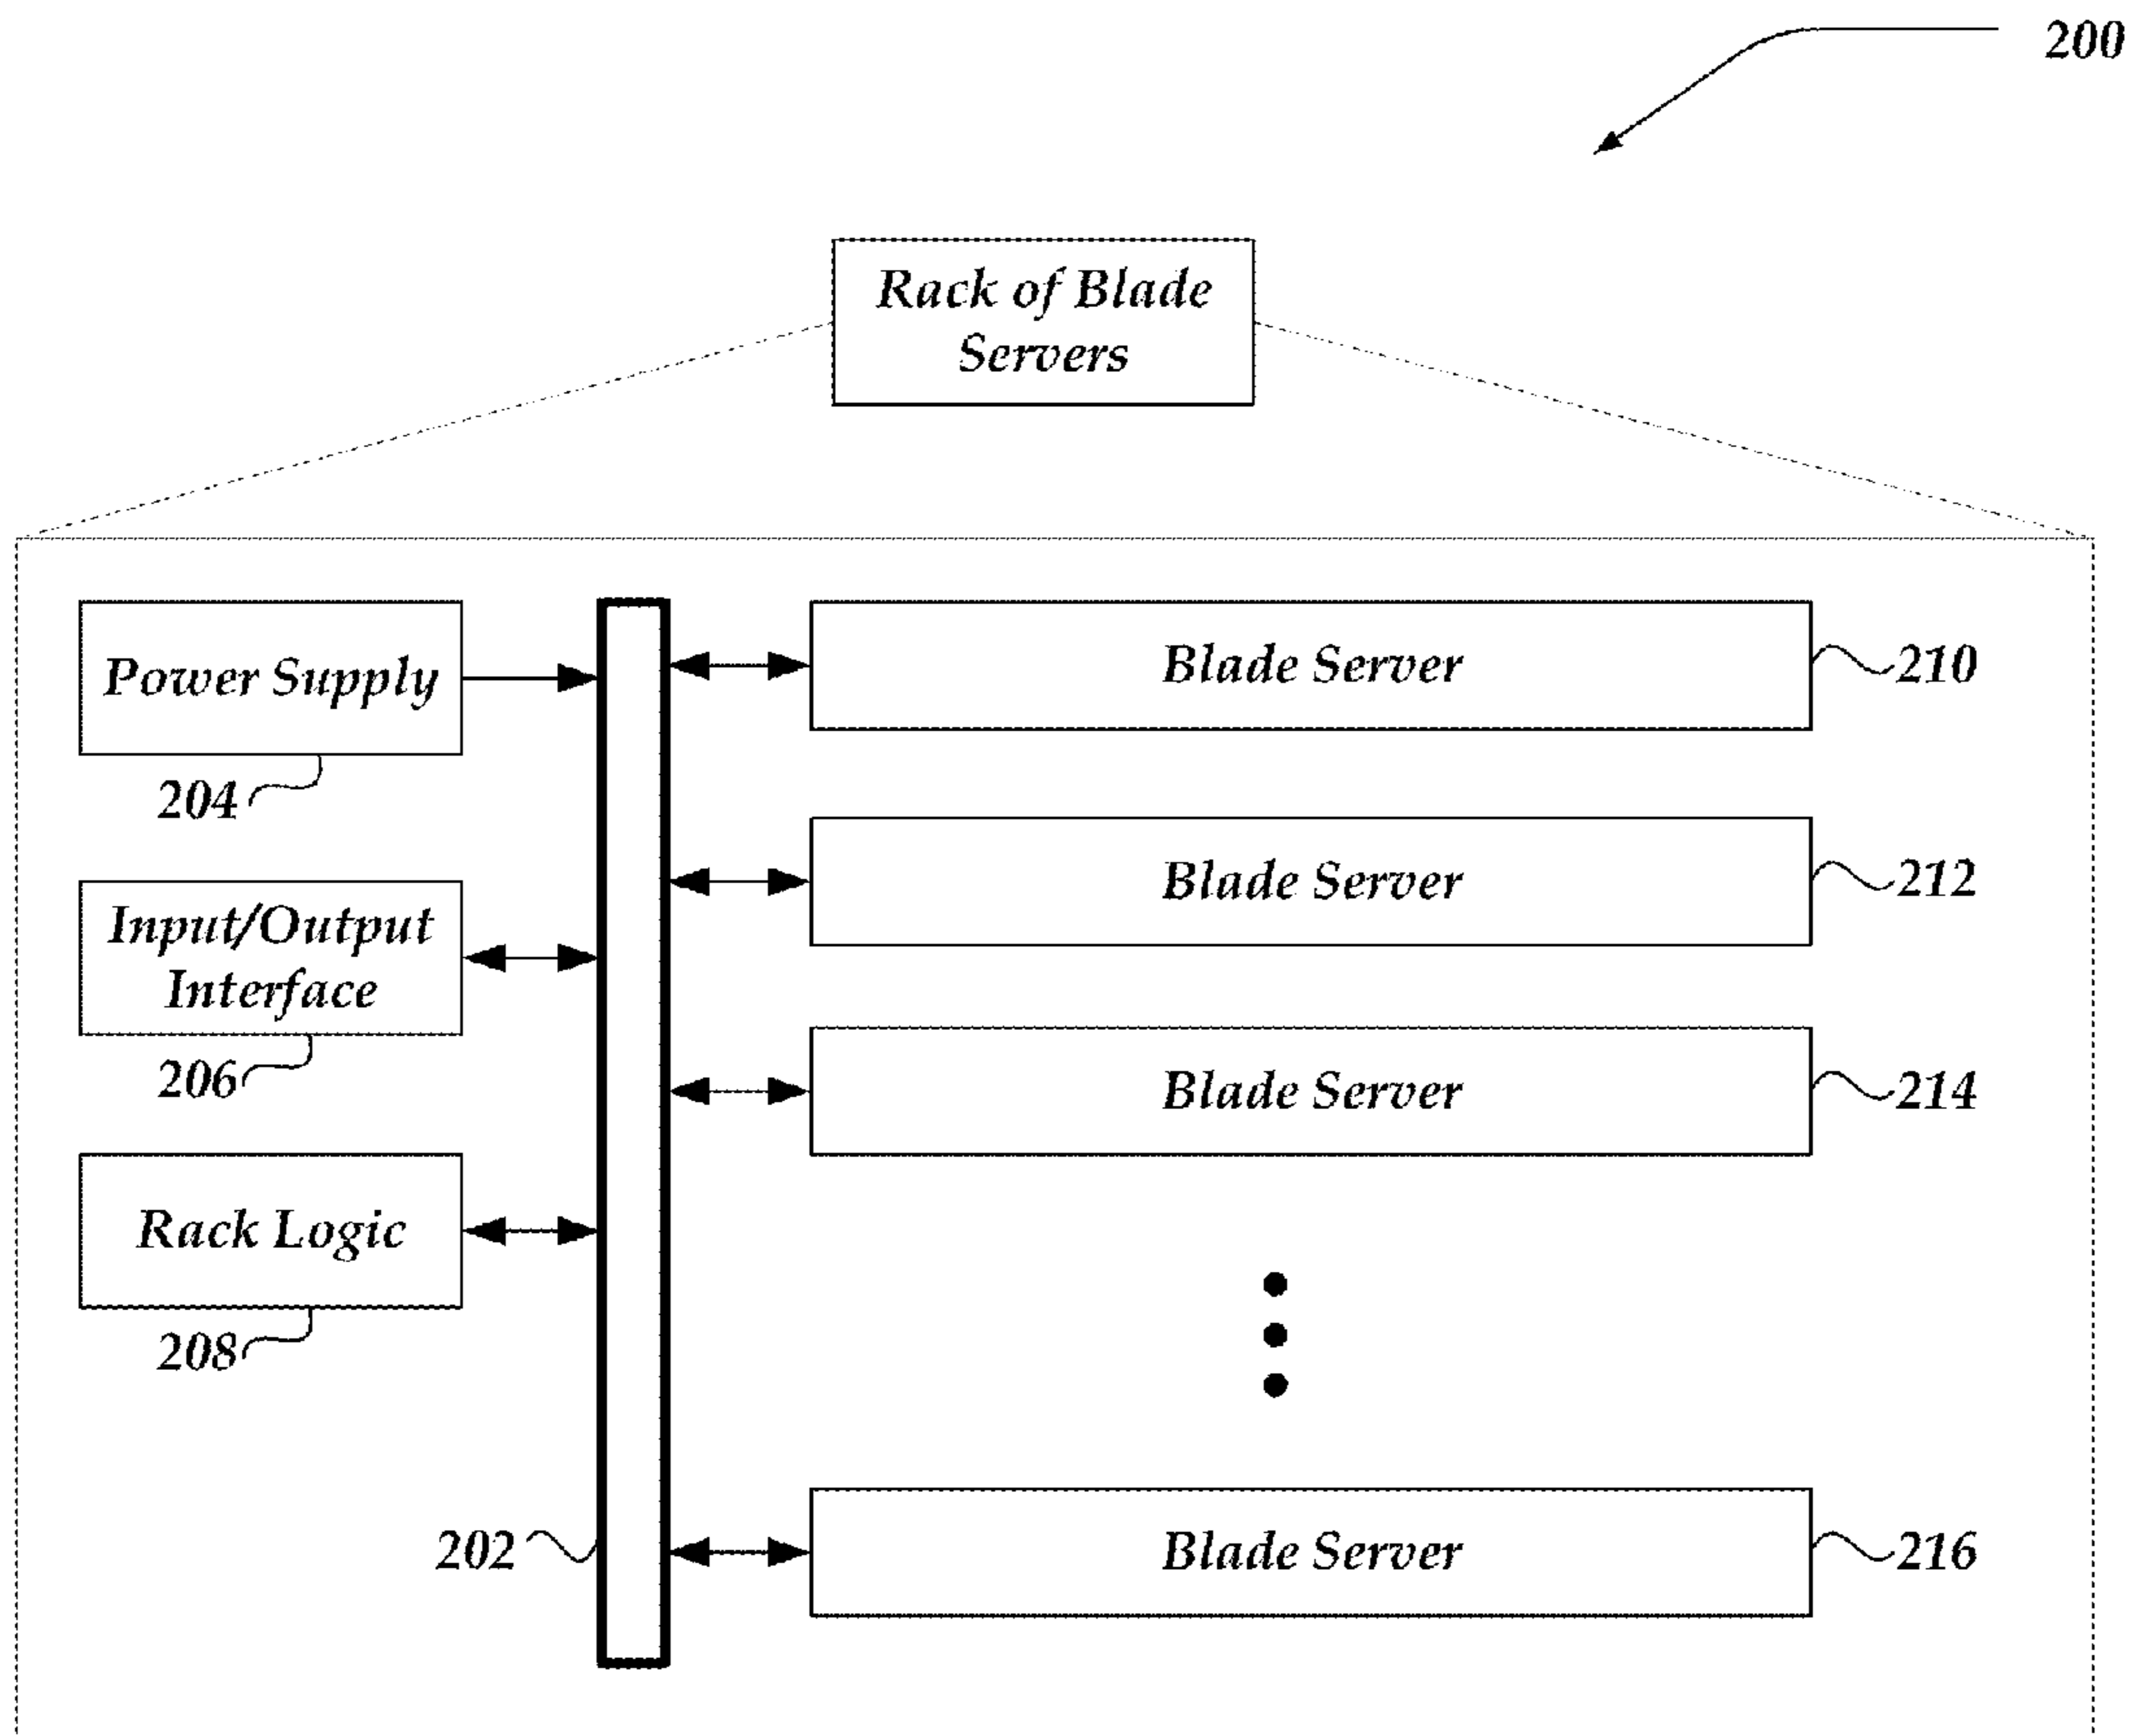 200
Rack of Blade
Servers
Power Supply
204
Input/Output
Interface
206
Rack Logic
208
202
Blade Server
210
Blade Server
212
Blade Server
214
Blade Server
216